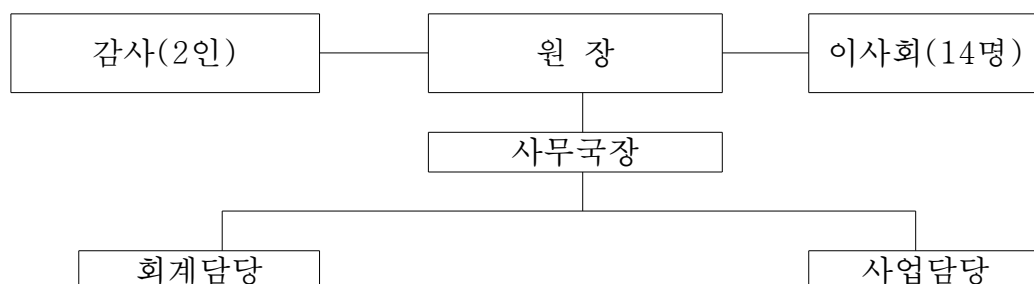 감사(2인)
원 장
이사회(14명)
사무국장
회계담당
사업담당